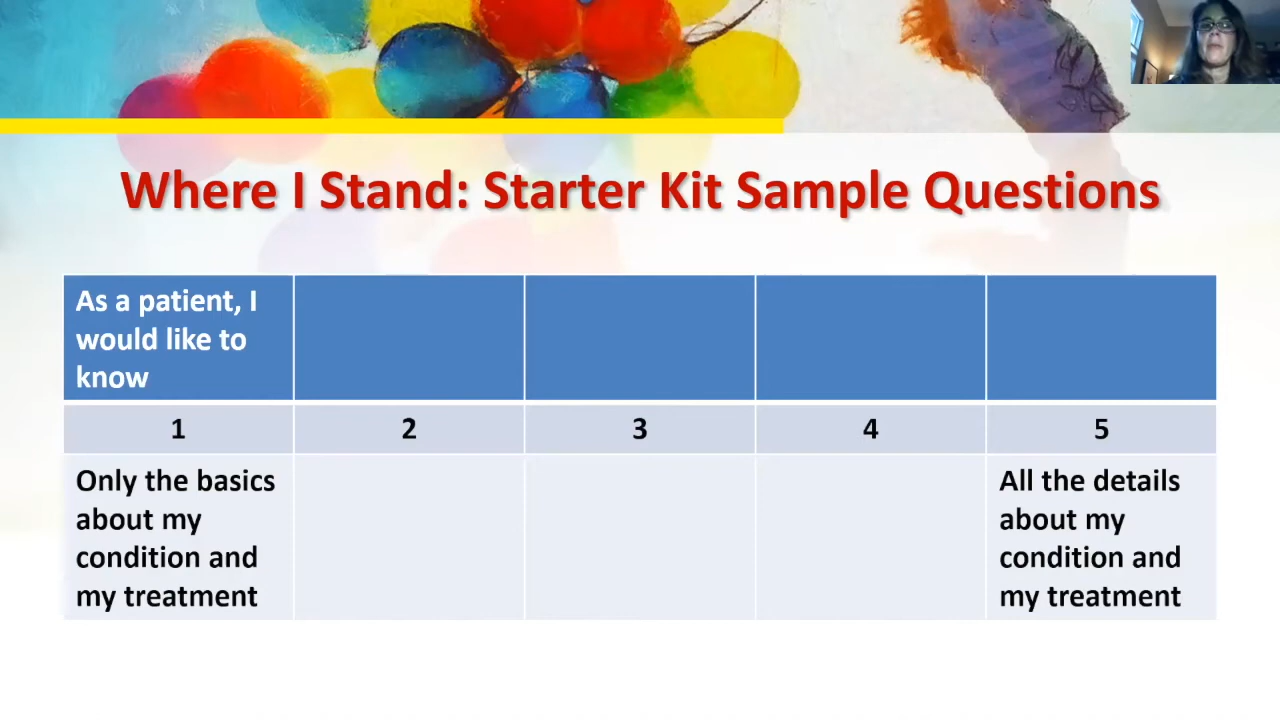 Where I Stand: Starter Kit Sample Questions
As a patient, I
would like to
know
1 2 3 4 5
Only the basics
about my
condition and
my treatment
All the details
about my
condition and
my treatment